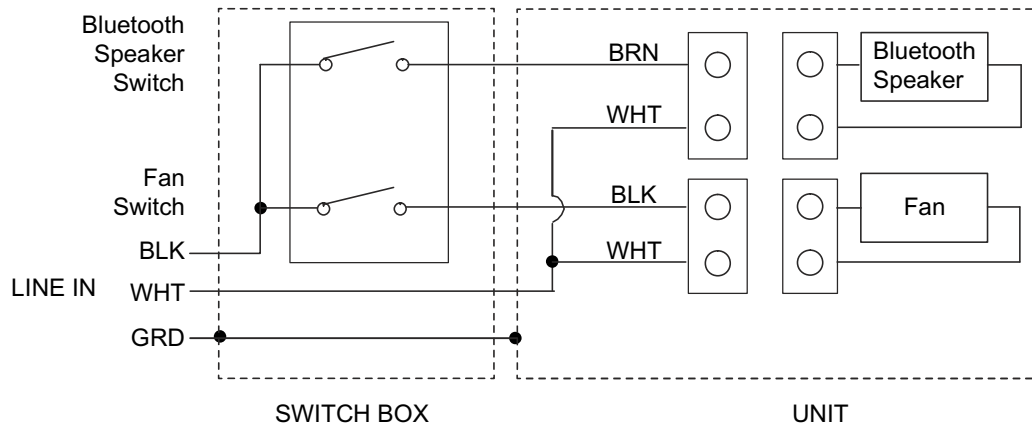 Bluetooth
Speaker
Switch
BRN
Bluetooth
Speaker
WHT
Fan
Switch
BLK
Fan
BLK
WHT
LINE IN WHT
GRD
SWITCH BOX
UNIT